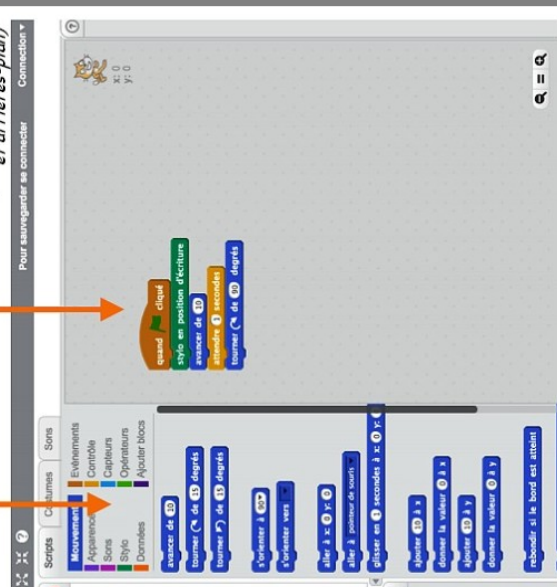 et arrières-plan)
Pour sauvegarder se connecter
Connection
Scripts
Costumes
Sons
Mouvement
Apparence
Sons
Stylo
Données
Evènements
Contrôle
Capteurs
Opérateurs
Ajouter blocs
avancer de 10
tourner de 15 degrés
tourner de 15 degrés
s'orienter à 90
s'orienter vers
aller à x: 0 y: 0
aller à pointeur de souris
glisser en 1 secondes à x: 0 y:
ajouter 10 à x
donner la valeur 0 à x
ajouter 10 à y
donner la valeur 0 à y
rebondir si le bord est atteint
quand cliqué
stylo en position d'écriture
avancer de 10
attendre 1 secondes
tourner de 90 degrés
x: 0
y: 0